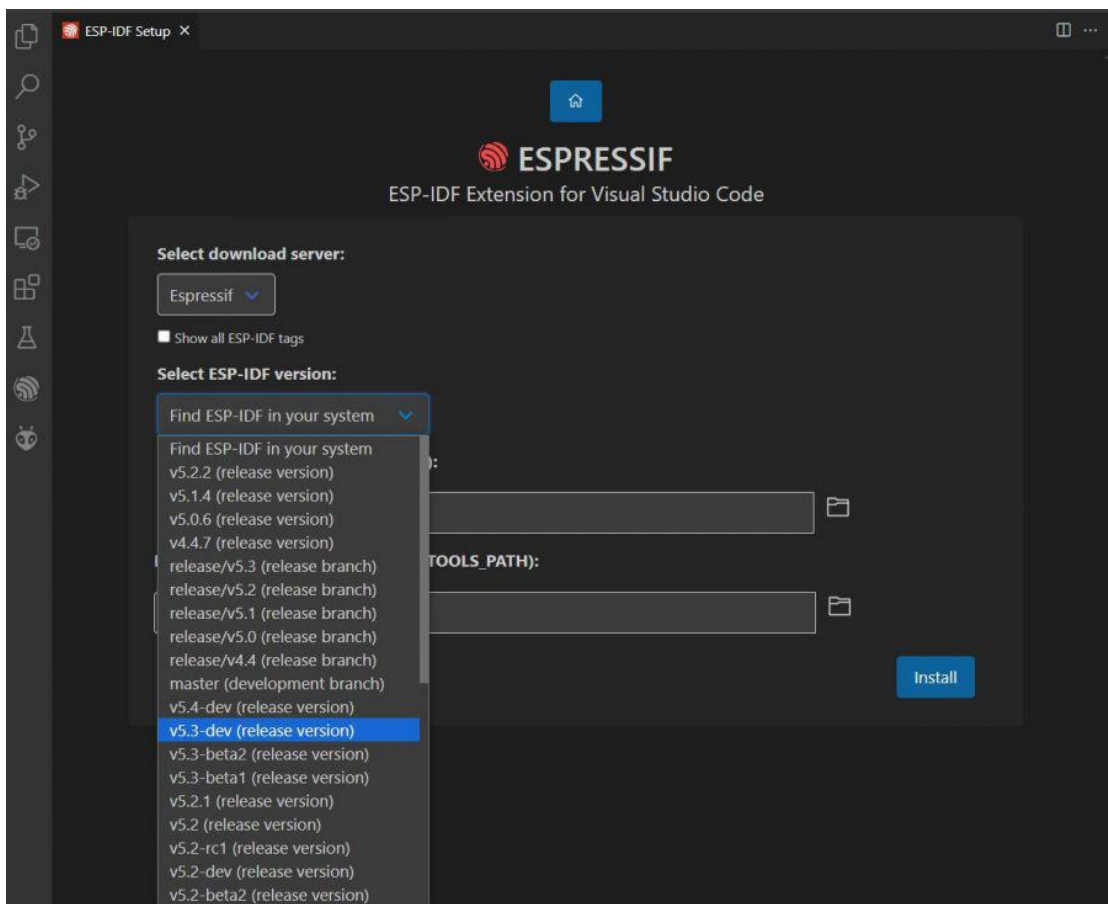 ESP-IDF Setup
ESPRESSIF
ESP-IDF Extension for Visual Studio Code
Select download server:
Espressif
Show all ESP-IDF tags
Select ESP-IDF version:
Find ESP-IDF in your system
Find ESP-IDF in your system
v5.2.2 (release version)
):
v5.1.4 (release version)
v5.0.6 (release version)
v4.4.7 (release version)
release/v5.3 (release branch) TOOLS_PATH):
release/v5.2 (release branch)
release/v5.1 (release branch)
release/v5.0 (release branch)
release/v4.4 (release branch)
master (development branch)
Install
v5.4-dev (release version)
v5.3-dev (release version)
v5.3-beta2 (release version)
v5.3-beta1 (release version)
v5.2.1 (release version)
v5.2 (release version)
v5.2-rc1 (release version)
v5.2-dev (release version)
v5.2-beta2 (release version)